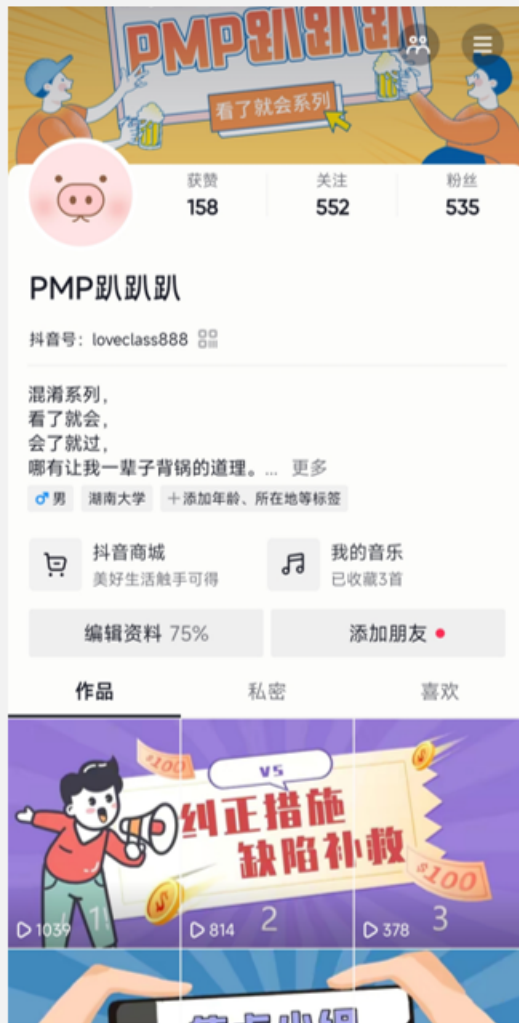 PMP趴趴趴
看了就会系列
获赞 关注 粉丝
158 552 535
PMP趴趴趴
抖音号：loveclass888
混淆系列，
看了就会，
会了就过，
哪有让我一辈子背锅的道理。... 更多
男 湖南大学 +添加年龄、所在地等标签
抖音商城 我的音乐
美好生活触手可得 已收藏3首
编辑资料 75% 添加朋友
作品 私密 喜欢
$100
VS
纠正措施
缺陷补救
$100
1 2 3
1039 814 378